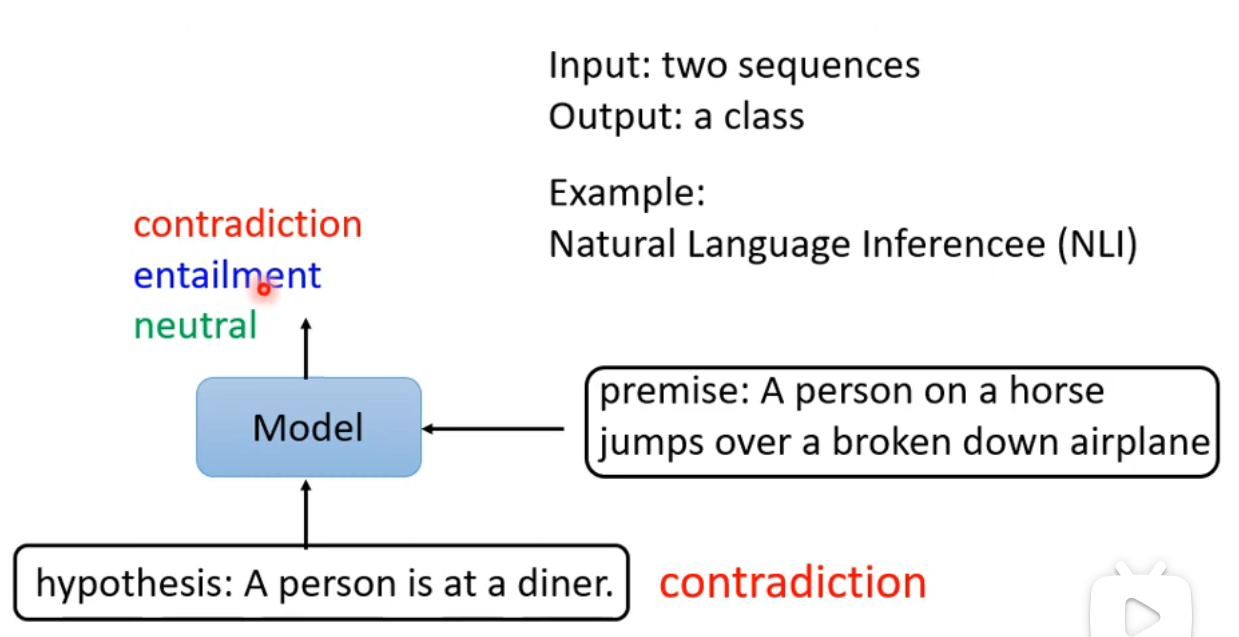 Input: two sequences
Output: a class
Example:
Natural Language Inferencee (NLI)
contradiction
entailment
neutral
Model
premise: A person on a horse
jumps over a broken down airplane
hypothesis: A person is at a diner.
contradiction